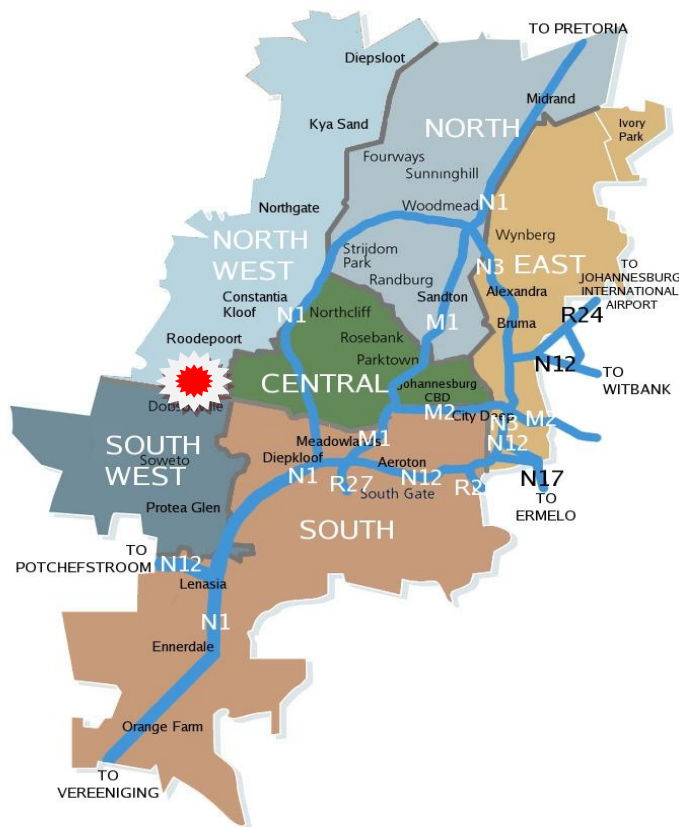 TO PRETORIA
Diepsloot
Midrand
Kya Sand
NORTH
Ivory
Park
Fourways
Sunninghill
Northgate
Woodmead
N1
NORTH
WEST
Strijdom
Park
Wynberg
N3
EAST
TO
JOHANNESBURG
INTERNATIONAL
AIRPORT
Randburg
Constantia
Kloof
Sandton
Alexandra
N1
Northcliff
M1
Bruma
R24
Roodepoort
Rosebank
Parktown
N12
TO
WITBANK
CENTRAL
Johannesburg
CBD
M2
City Deep
N3
M2
SOUTH
WEST
Meadowlands
M1
N12
Soweto
Diepkloof
N1
Aeroton
R27
N12
N17
South Gate
TO
ERMELO
Protea Glen
SOUTH
TO
POTCHEFSTROOM
N12
Lenasia
N1
Ennerdale
Orange Farm
TO
VEREENIGING